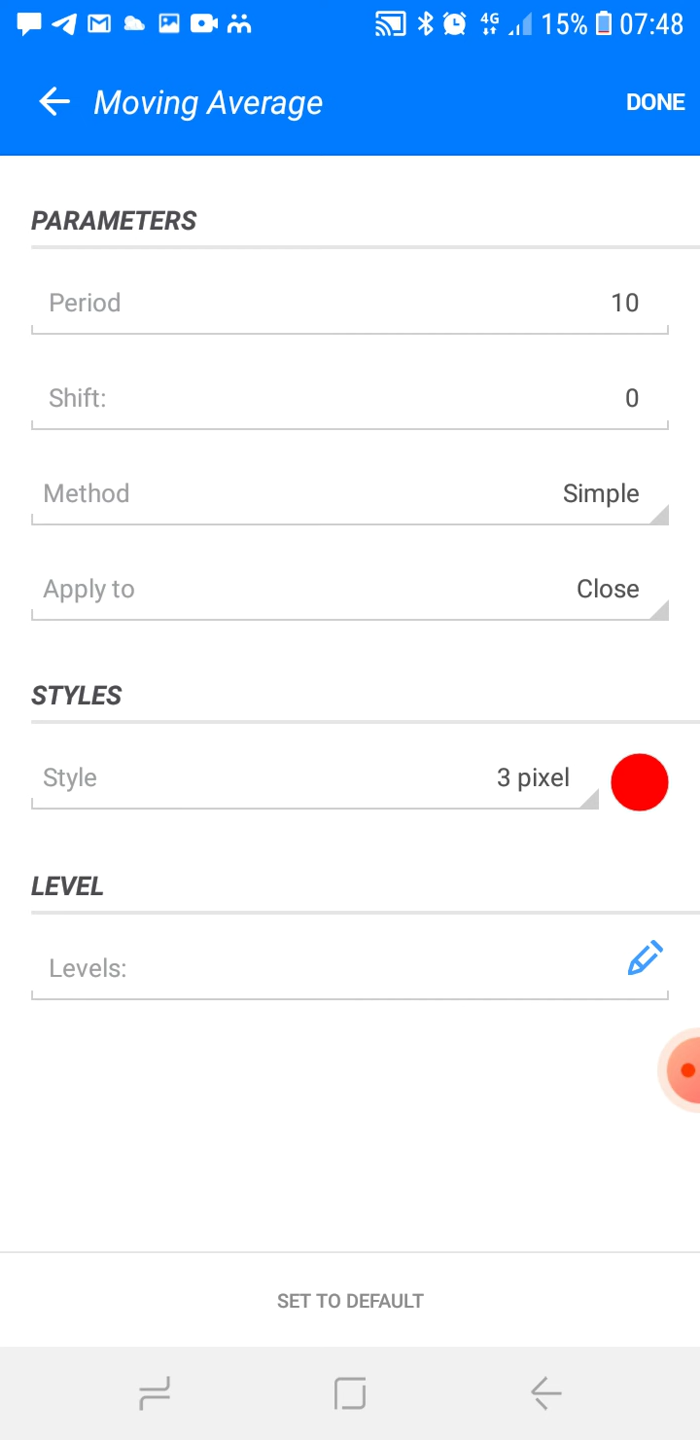 4G 15% 07:48
Moving Average DONE
PARAMETERS
Period 10
Shift: 0
Method Simple
Apply to Close
STYLES
Style 3 pixel
LEVEL
Levels:
SET TO DEFAULT